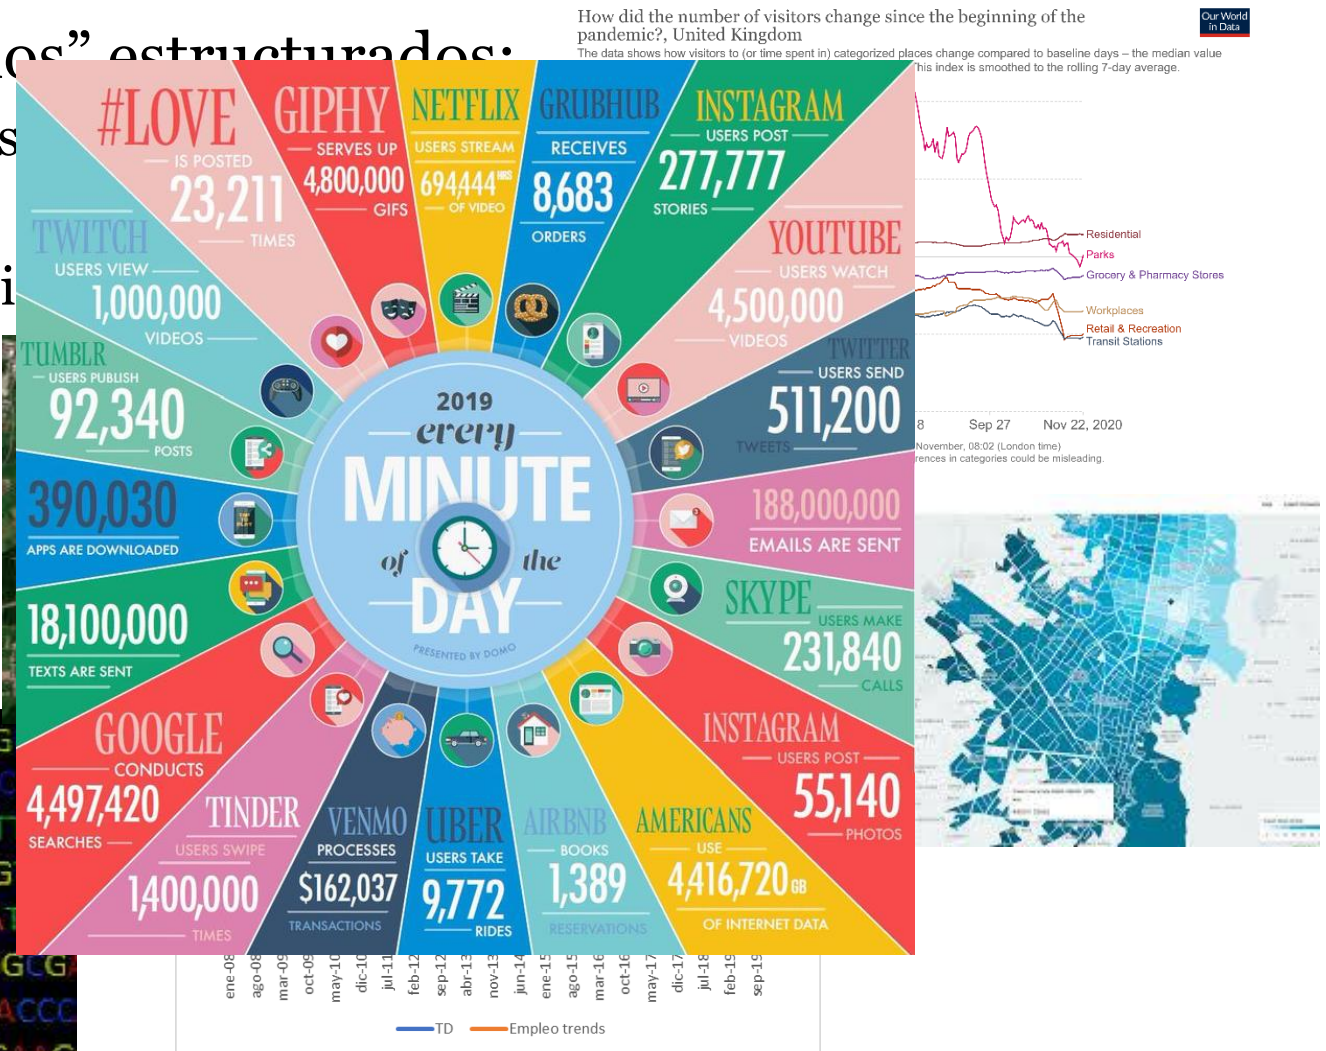 os” estructurados:
s
i
How did the number of visitors change since the beginning of the
pandemic?, United Kingdom
Our World
in Data
The data shows how visitors to (or time spent in) categorized places change compared to baseline days – the median value
This index is smoothed to the rolling 7-day average.
#LOVE
IS POSTED
23,211
TIMES
GIPHY
SERVES UP
4,800,000
GIFS
NETFLIX
USERS STREAM
694,444 HRS
OF VIDEO
GRUBHUB
RECEIVES
8,683
ORDERS
INSTAGRAM
USERS POST
277,777
STORIES
YOUTUBE
USERS WATCH
4,500,000
VIDEOS
TWITTER
USERS SEND
511,200
TWEETS
188,000,000
EMAILS ARE SENT
SKYPE
USERS MAKE
231,840
CALLS
INSTAGRAM
USERS POST
55,140
PHOTOS
AMERICANS
USE
4,416,720 GB
OF INTERNET DATA
AIRBNB
BOOKS
1,389
RESERVATIONS
UBER
USERS TAKE
9,772
RIDES
VENMO
PROCESSES
$162,037
TRANSACTIONS
TINDER
USERS SWIPE
1,400,000
TIMES
GOOGLE
CONDUCTS
4,497,420
SEARCHES
18,100,000
TEXTS ARE SENT
390,030
APPS ARE DOWNLOADED
TUMBLR
USERS PUBLISH
92,340
POSTS
TWITCH
USERS VIEW
1,000,000
VIDEOS
2019
every
MINUTE
of the
DAY
PRESENTED BY DOMO
Residential
Parks
Grocery & Pharmacy Stores
Workplaces
Retail & Recreation
Transit Stations
8 Sep 27 Nov 22, 2020
November, 08:02 (London time)
rences in categories could be misleading.
GCGA
ACCC
ene-08
ago-08
mar-09
oct-09
may-10
dic-10
jul-11
feb-12
sep-12
abr-13
nov-13
jun-14
ene-15
ago-15
mar-16
oct-16
may-17
dic-17
jul-18
feb-19
sep-19
TD Empleo trends